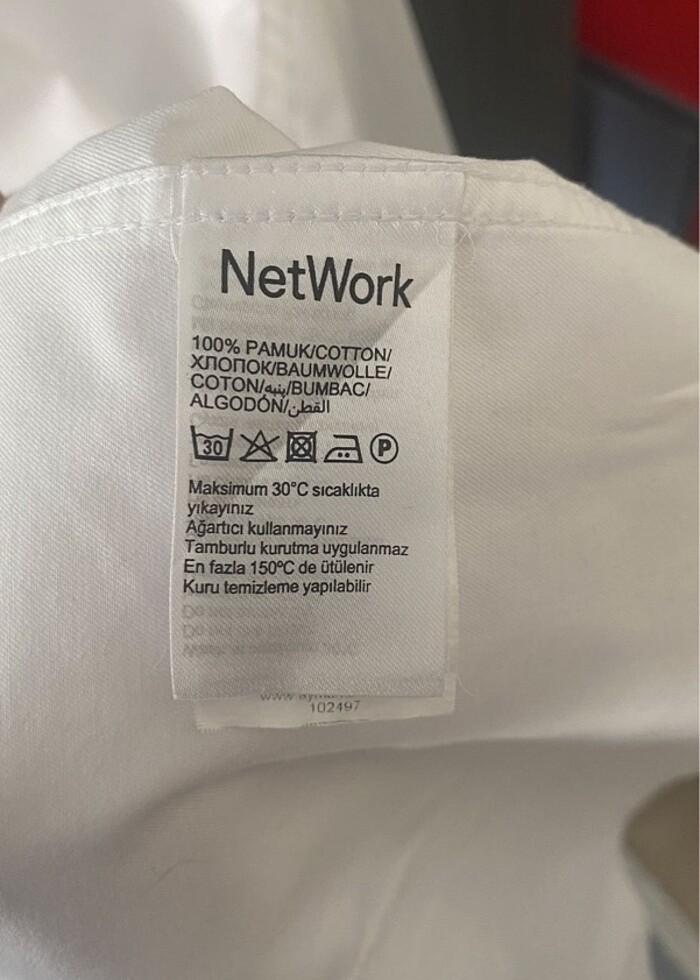 NetWork
100% PAMUK/COTTON/
ХЛОПОК/BAUMWOLLE/
COTON/پنبه/BUMBAC/
ALGODÓN/القطن
30 P
Maksimum 30°C sıcaklıkta
yıkayınız
Ağartıcı kullanmayınız
Tamburlu kurutma uygulanmaz
En fazla 150°C de ütülenir
Kuru temizleme yapılabilir
102497